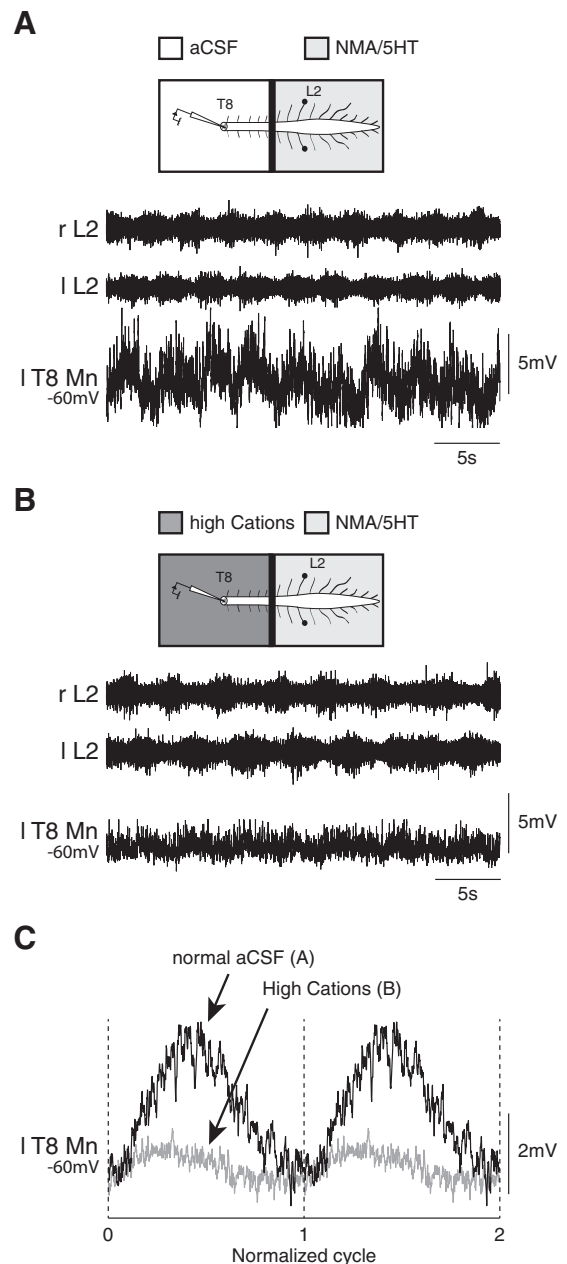 A
aCSF NMA/5HT
T8 L2
r L2
l L2
l T8 Mn
-60mV
5mV
5s
B
high Cations NMA/5HT
T8 L2
r L2
l L2
l T8 Mn
-60mV
5mV
5s
C
normal aCSF (A)
High Cations (B)
l T8 Mn
-60mV
2mV
0 1 2
Normalized cycle